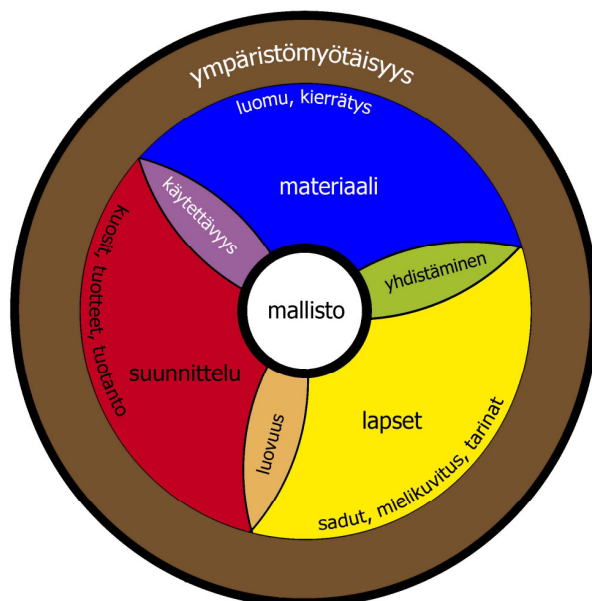 ympäristömyötäisyys
luomu, kierrätys
materiaali
käytettävyys
yhdistäminen
kuosit, tuotteet, tuotanto
mallisto
suunnittelu
luovuus
lapset
sadut, mielikuvitus, tarinat